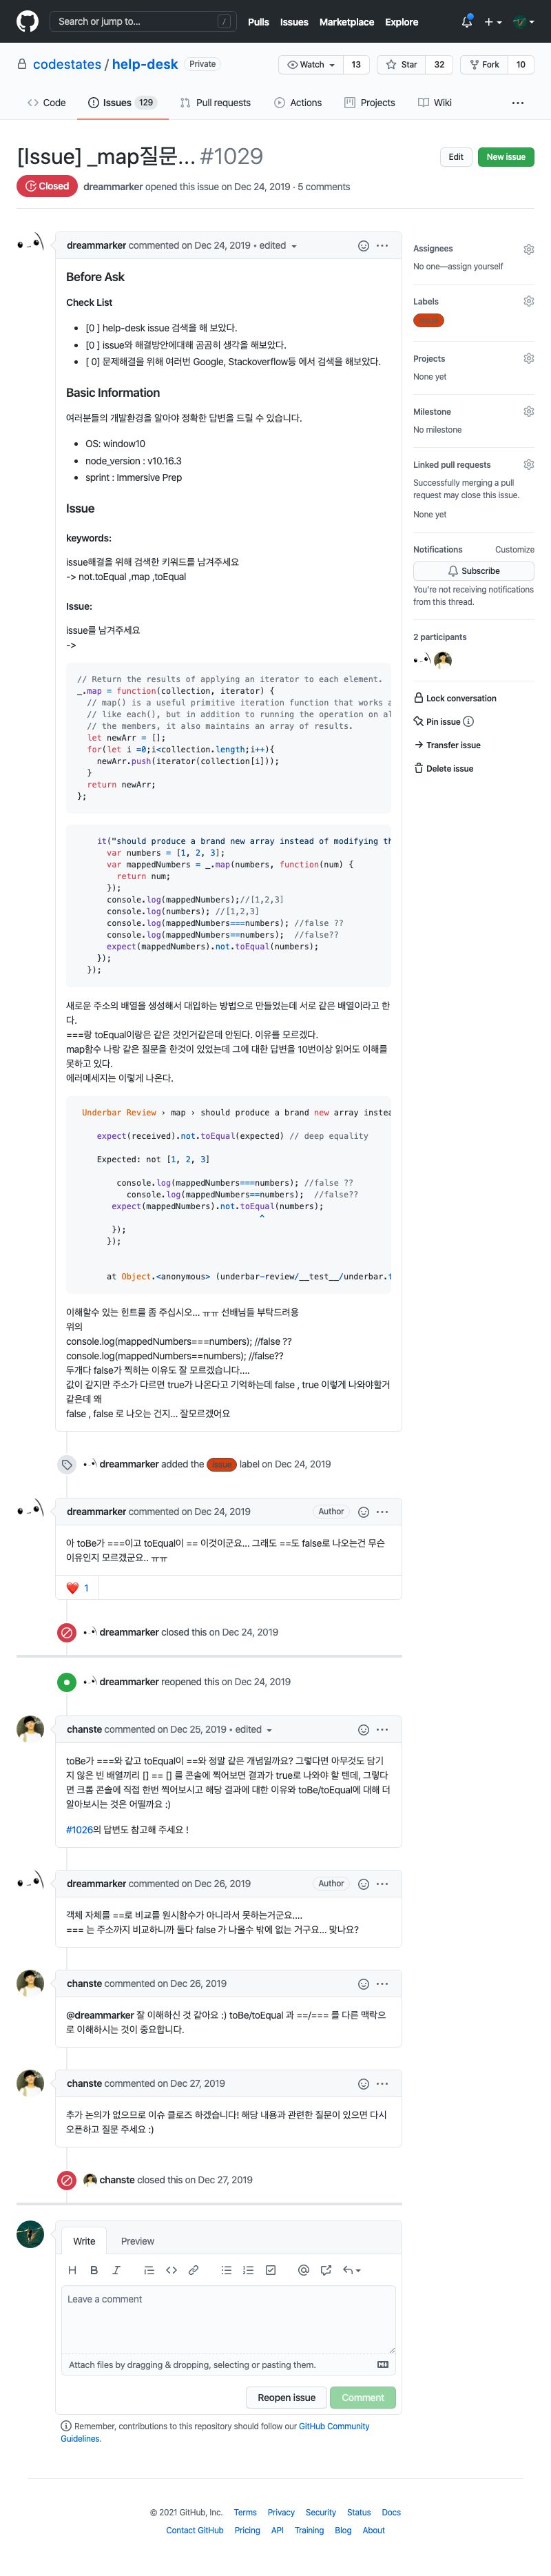 Search or jump to...
/
Pulls Issues Marketplace Explore
codestates / help-desk Private
Watch 13 Star 32 Fork 10
Code Issues 129 Pull requests Actions Projects Wiki
[Issue] _map질문... #1029
Edit New issue
Closed dreammarker opened this issue on Dec 24, 2019 · 5 comments
dreammarker commented on Dec 24, 2019 • edited
Before Ask
Check List
[0 ] help-desk issue 검색을 해 보았다.
[0 ] issue와 해결방안에대해 곰곰히 생각을 해보았다.
[ 0] 문제해결을 위해 여러번 Google, Stackoverflow등 에서 검색을 해보았다.
Basic Information
여러분들의 개발환경을 알아야 정확한 답변을 드릴 수 있습니다.
OS: window10
node_version : v10.16.3
sprint : Immersive Prep
Issue
keywords:
issue해결을 위해 검색한 키워드를 남겨주세요
-> not.toEqual ,map ,toEqual
Issue:
issue를 남겨주세요
->
// Return the results of applying an iterator to each element.
_.map = function(collection, iterator) {
// map() is a useful primitive iteration function that works a
// like each(), but in addition to running the operation on al
// the members, it also maintains an array of results.
let newArr = [];
for(let i =0;i<collection.length;i++){
newArr.push(iterator(collection[i]));
}
return newArr;
};
it("should produce a brand new array instead of modifying th
var numbers = [1, 2, 3];
var mappedNumbers = _.map(numbers, function(num) {
return num;
});
console.log(mappedNumbers);//[1,2,3]
console.log(numbers); //[1,2,3]
console.log(mappedNumbers===numbers); //false ??
console.log(mappedNumbers==numbers);  //false??
expect(mappedNumbers).not.toEqual(numbers);
});
});
새로운 주소의 배열을 생성해서 대입하는 방법으로 만들었는데 서로 같은 배열이라고 한
다.
===랑 toEqual이랑은 같은 것인거같은데 안된다. 이유를 모르겠다.
map함수 나랑 같은 질문을 한것이 있었는데 그에 대한 답변을 10번이상 읽어도 이해를
못하고 있다.
에러메세지는 이렇게 나온다.
Underbar Review › map › should produce a brand new array instea
expect(received).not.toEqual(expected) // deep equality
Expected: not [1, 2, 3]
console.log(mappedNumbers===numbers); //false ??
console.log(mappedNumbers==numbers);  //false??
expect(mappedNumbers).not.toEqual(numbers);
^
});
});
at Object.<anonymous> (underbar-review/__test__/underbar.t
이해할수 있는 힌트를 좀 주십시오... ㅠㅠ 선배님들 부탁드려용
위의
console.log(mappedNumbers===numbers); //false ??
console.log(mappedNumbers==numbers); //false??
두개다 false가 찍히는 이유도 잘 모르겠습니다....
값이 같지만 주소가 다르면 true가 나온다고 기억하는데 false , true 이렇게 나와야할거
같은데 왜
false , false 로 나오는 건지... 잘모르겠어요
dreammarker added the issue label on Dec 24, 2019
dreammarker commented on Dec 24, 2019 Author
아 toBe가 ===이고 toEqual이 == 이것이군요... 그래도 ==도 false로 나오는건 무슨
이유인지 모르겠군요.. ㅠㅠ
❤️ 1
dreammarker closed this on Dec 24, 2019
dreammarker reopened this on Dec 24, 2019
chanste commented on Dec 25, 2019 • edited
toBe가 ===와 같고 toEqual이 ==와 정말 같은 개념일까요? 그렇다면 아무것도 담기
지 않은 빈 배열끼리 [] == [] 를 콘솔에 찍어보면 결과가 true로 나와야 할 텐데, 그렇다
면 크롬 콘솔에 직접 한번 찍어보시고 해당 결과에 대한 이유와 toBe/toEqual에 대해 더
알아보시는 것은 어떨까요 :)
#1026의 답변도 참고해 주세요 !
dreammarker commented on Dec 26, 2019 Author
객체 자체를 ==로 비교를 원시함수가 아니라서 못하는거군요....
=== 는 주소까지 비교하니까 둘다 false 가 나올수 밖에 없는 거구요... 맞나요?
chanste commented on Dec 26, 2019
@dreammarker 잘 이해하신 것 같아요 :) toBe/toEqual 과 ==/=== 를 다른 맥락으
로 이해하시는 것이 중요합니다.
chanste commented on Dec 27, 2019
추가 논의가 없으므로 이슈 클로즈 하겠습니다! 해당 내용과 관련한 질문이 있으면 다시
오픈하고 질문 주세요 :)
chanste closed this on Dec 27, 2019
Write Preview
Leave a comment
Attach files by dragging & dropping, selecting or pasting them.
Reopen issue Comment
Remember, contributions to this repository should follow our GitHub Community
Guidelines.
Assignees
No one—assign yourself
Labels
issue
Projects
None yet
Milestone
No milestone
Linked pull requests
Successfully merging a pull
request may close this issue.
None yet
Notifications Customize
Subscribe
You're not receiving notifications
from this thread.
2 participants
Lock conversation
Pin issue
Transfer issue
Delete issue
© 2021 GitHub, Inc. Terms Privacy Security Status Docs
Contact GitHub Pricing API Training Blog About